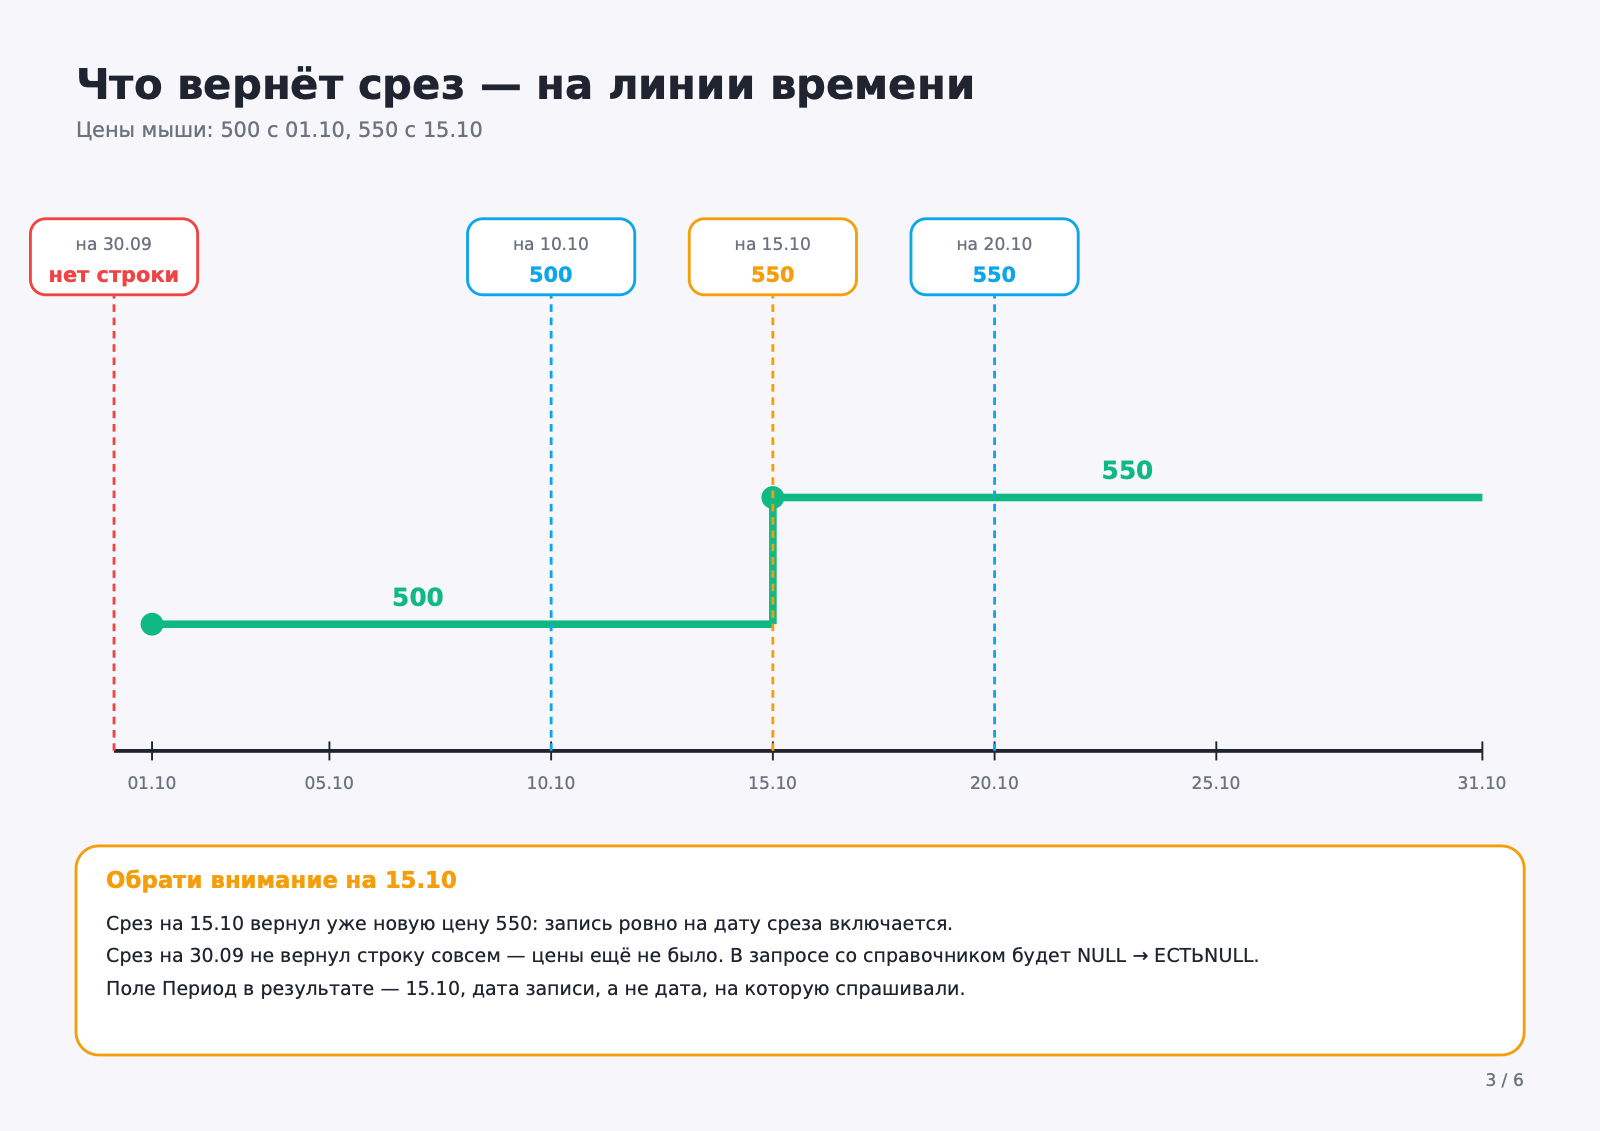 Что вернёт срез — на линии времени
Цены мыши: 500 с 01.10, 550 с 15.10
на 30.09
нет строки
на 10.10
500
на 15.10
550
на 20.10
550
550
500
01.10
05.10
10.10
15.10
20.10
25.10
31.10
Обрати внимание на 15.10
Срез на 15.10 вернул уже новую цену 550: запись ровно на дату среза включается.
Срез на 30.09 не вернул строку совсем — цены ещё не было. В запросе со справочником будет NULL → ЕСТЬNULL.
Поле Период в результате — 15.10, дата записи, а не дата, на которую спрашивали.
3 / 6